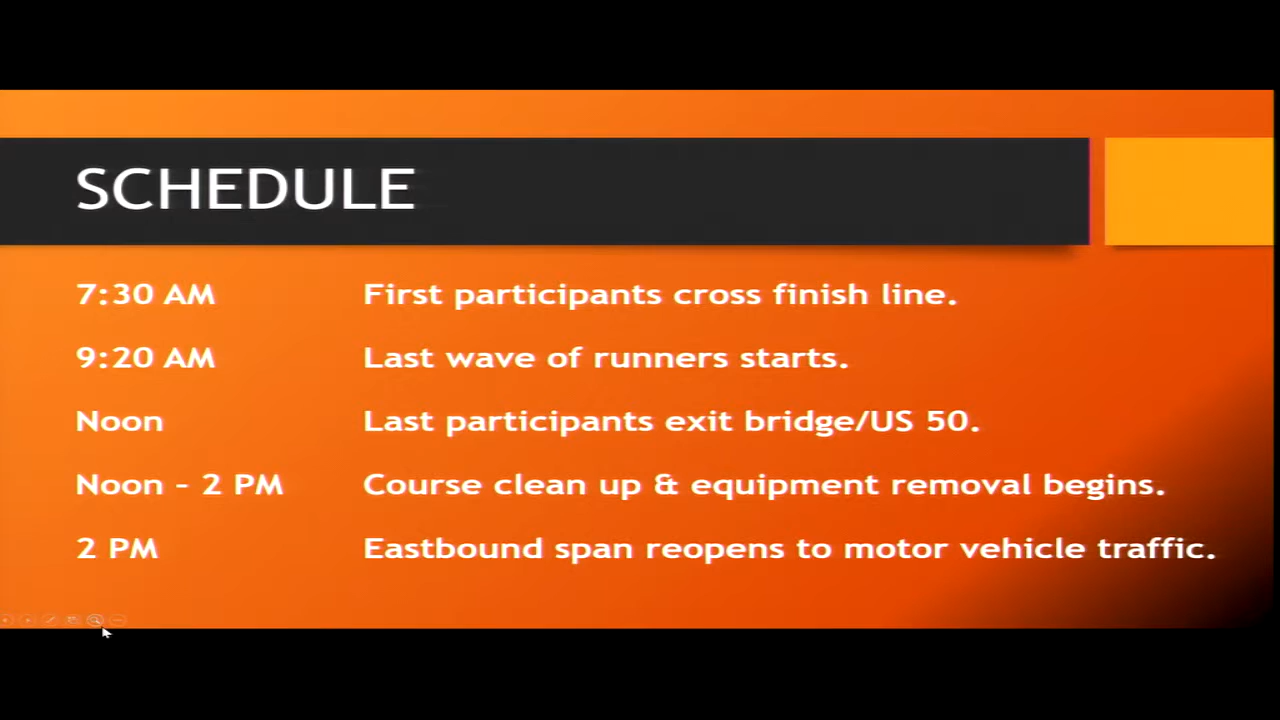 SCHEDULE
7:30 AM First participants cross finish line.
9:20 AM Last wave of runners starts.
Noon Last participants exit bridge/US 50.
Noon – 2 PM Course clean up & equipment removal begins.
2 PM Eastbound span reopens to motor vehicle traffic.